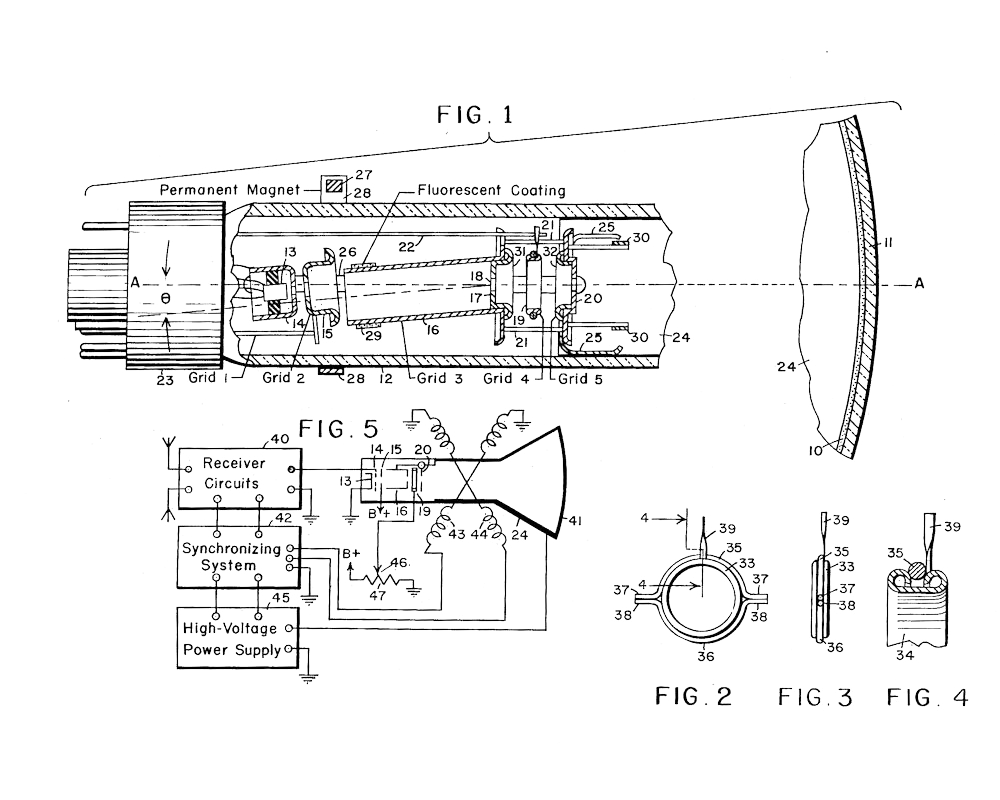 FIG. 1
27
Permanent Magnet
28
Fluorescent Coating
11
13
26
22
21
21
25
31
32
30
A
θ
18
17
20
A
14
15
16
29
19
21
30
25
24
24
23
Grid 1
Grid 2
28
12
Grid 3
Grid 4
Grid 5
10
FIG. 5
40
14
15
20
Receiver
Circuits
13
B+
16
19
43
44
24
41
42
Synchronizing
System
B+
46
47
45
High-Voltage
Power Supply
4
39
35
33
4
37
37
38
38
36
39
35
33
37
38
36
39
35
34
FIG. 2
FIG. 3
FIG. 4